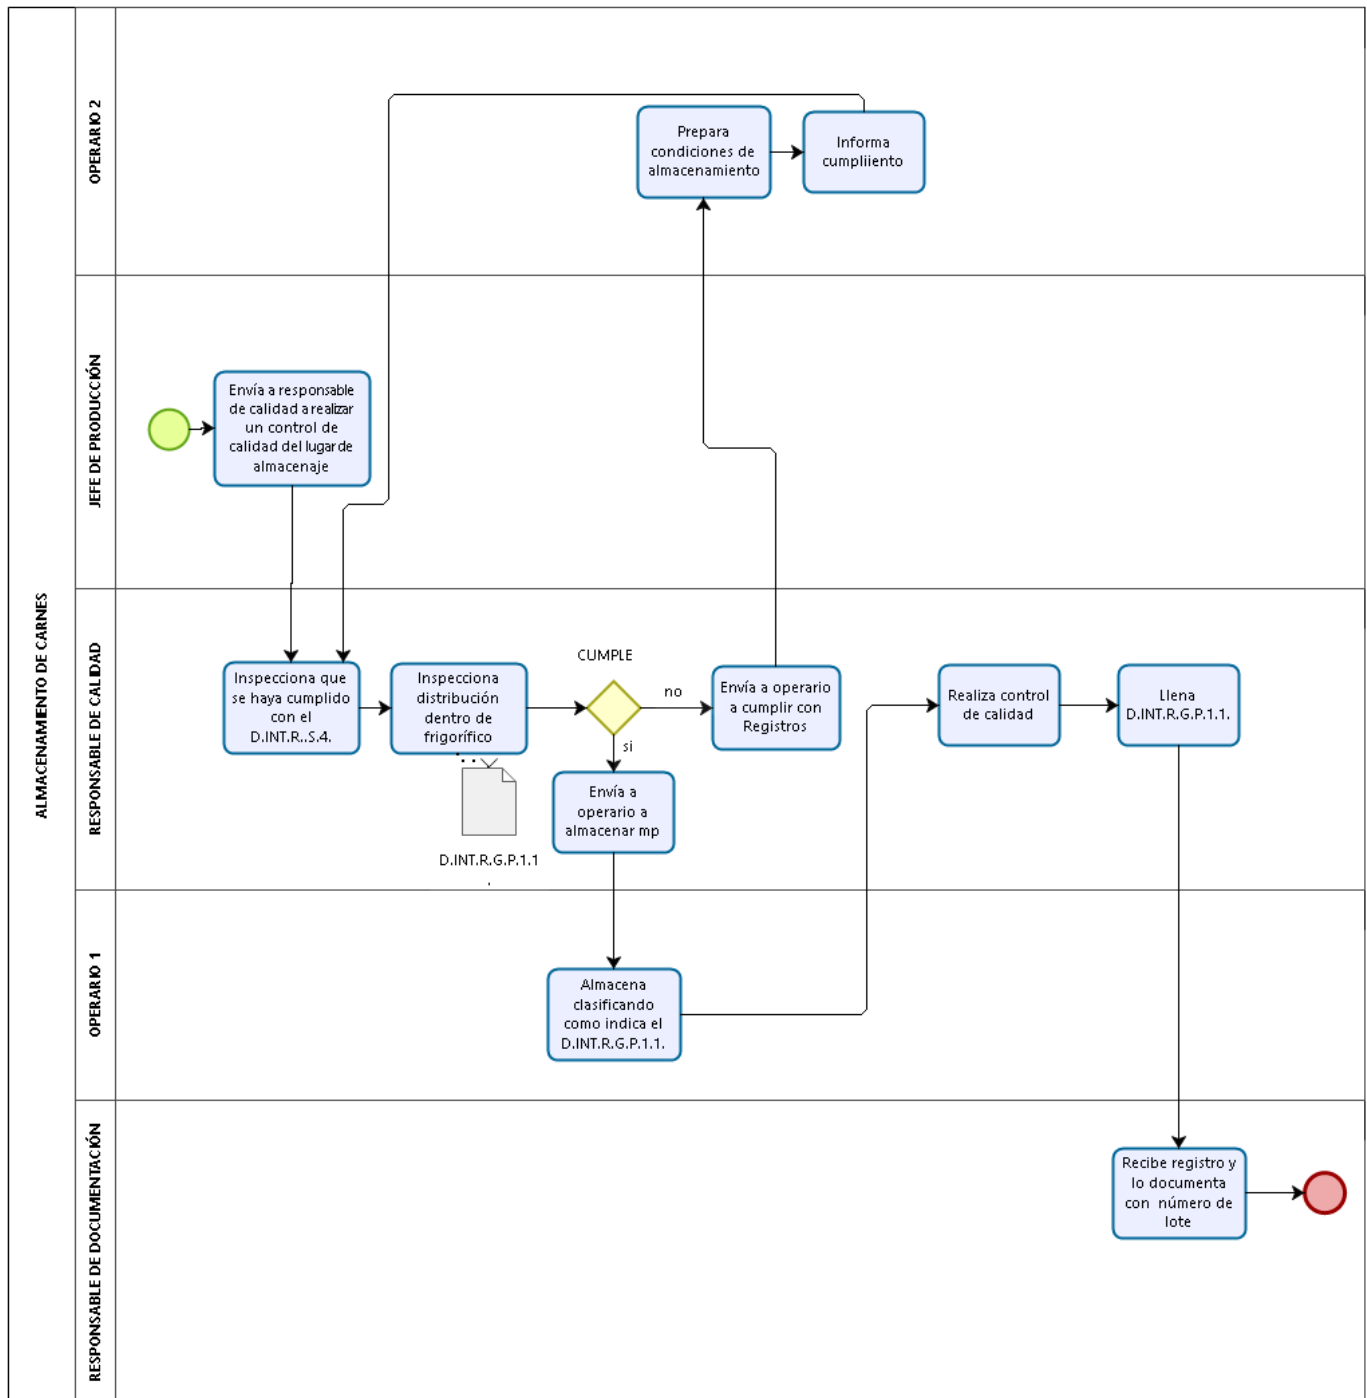 ALMACENAMIENTO DE CARNES
OPERARIO 2
Prepara
condiciones de
almacenamiento
Informa
cumpliiento
JEFE DE PRODUCCIÓN
Envía a responsable
de calidad a realizar
un control de
calidad del lugar de
almacenaje
RESPONSABLE DE CALIDAD
Inspecciona que
se haya cumplido
con el
D.INT.R..S.4.
Inspecciona
distribución
dentro de
frigorífico
D.INT.R.G.P.1.1
.
CUMPLE
no
si
Envía a operario
a cumplir con
Registros
Envía a
operario a
almacenar mp
Realiza control
de calidad
Llena
D.INT.R.G.P.1.1.
OPERARIO 1
Almacena
clasificando
como indica el
D.INT.R.G.P.1.1.
RESPONSABLE DE DOCUMENTACIÓN
Recibe registro y
lo documenta
con número de
lote